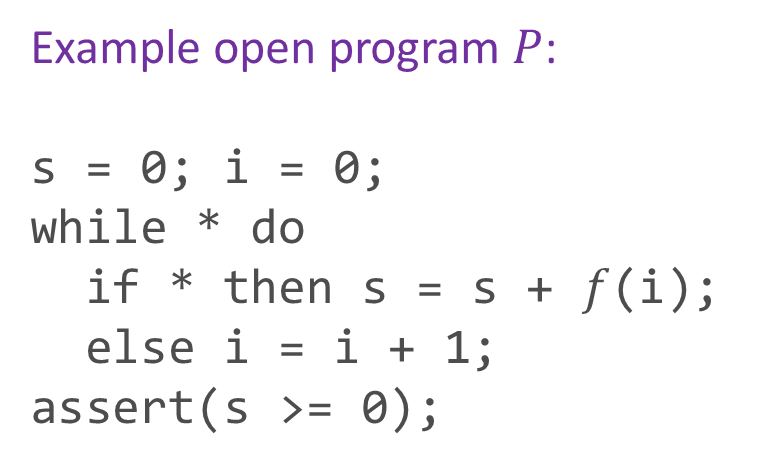 Example open program P:
s = 0; i = 0;
while * do
if * then s = s + f(i);
else i = i + 1;
assert(s >= 0);